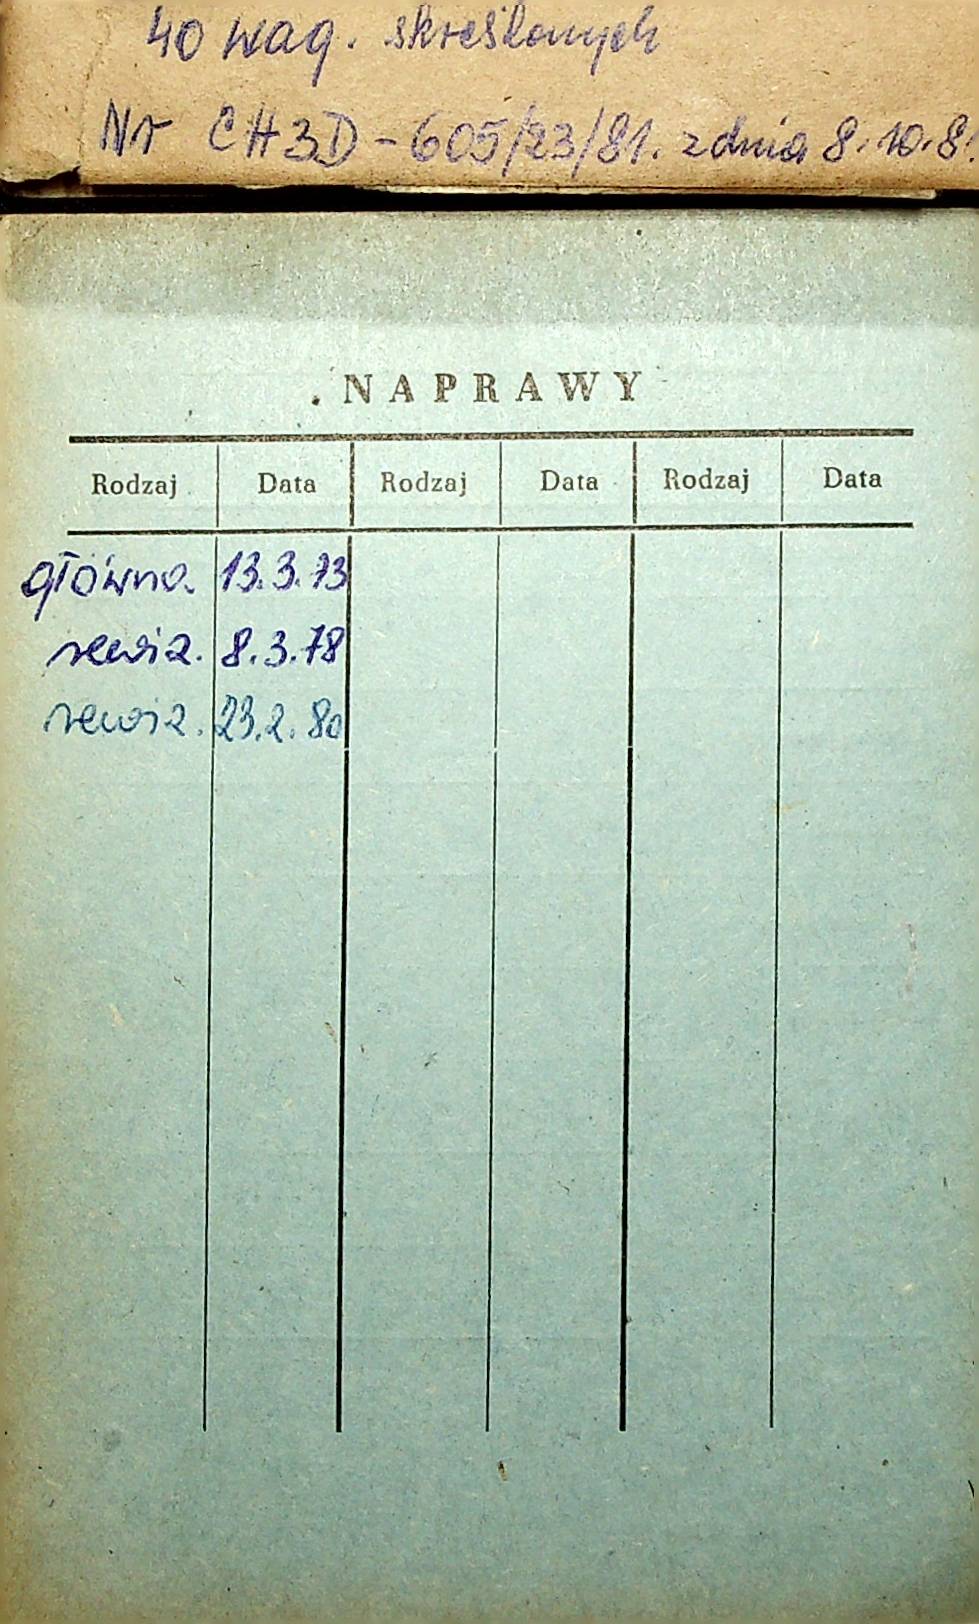 40 wag. skreślonych
Nr CH3D-605/23/81. z dnia 8.10.8
NAPRAWY
Rodzaj Data Rodzaj Data Rodzaj Data
główna. 13.3.73
rewiz. 8.3.78
rewiz. 23.2.80